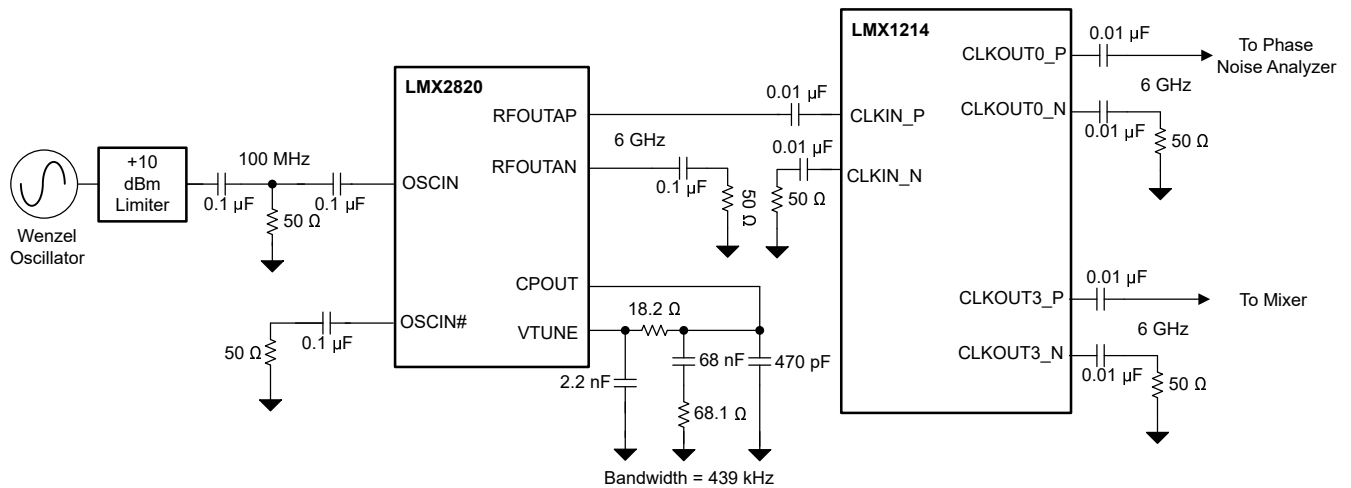 LMX1214
CLKOUT0_P
0.01 µF
To Phase
Noise Analyzer
6 GHz
CLKOUT0_N
0.01 µF
50 Ω
LMX2820
RFOUTAP
6 GHz
RFOUTAN
0.1 µF
50 Ω
0.01 µF
CLKIN_P
0.01 µF
CLKIN_N
50 Ω
+10
dBm
Limiter
100 MHz
0.1 µF
0.1 µF
50 Ω
OSCIN
Wenzel
Oscillator
CPOUT
18.2 Ω
VTUNE
OSCIN#
0.1 µF
50 Ω
2.2 nF
68 nF
470 pF
68.1 Ω
Bandwidth = 439 kHz
CLKOUT3_P
0.01 µF
To Mixer
6 GHz
CLKOUT3_N
0.01 µF
50 Ω